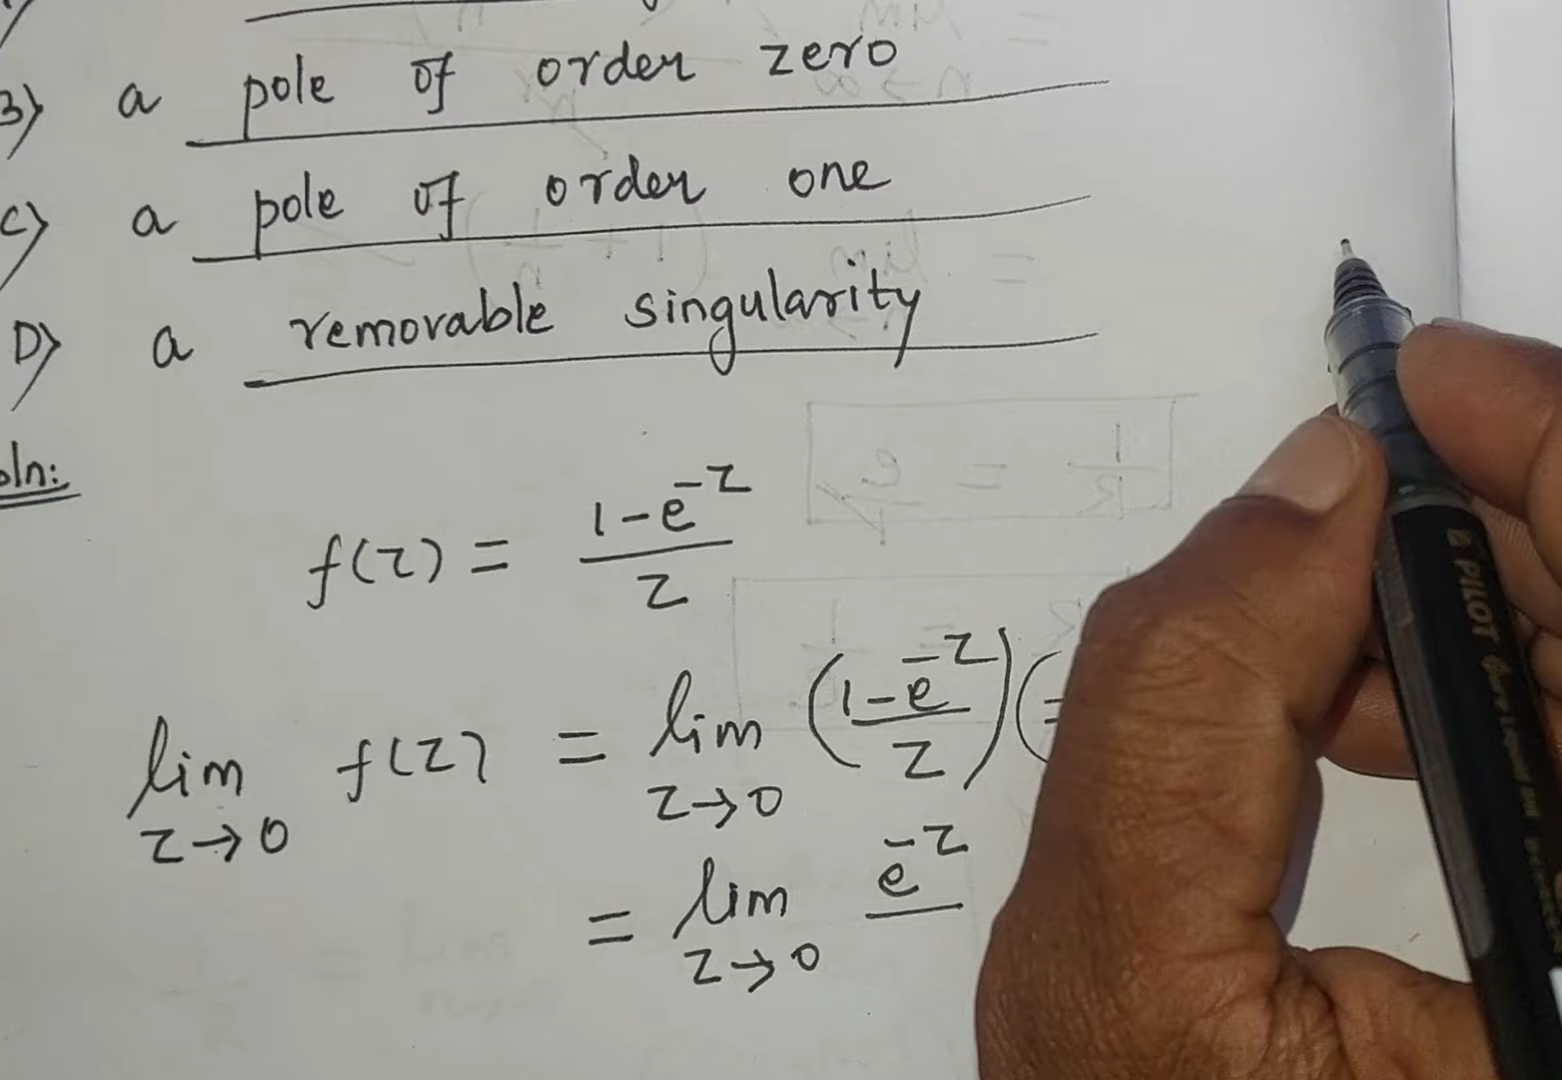 B) a pole of order zero
C) a pole of order one
D) a removable singularity
oln:
f(z) = 1-e^-z / z
lim z→0 f(z) = lim z→0 (1-e^-z / z) (=
= lim z→0 e^-z
PILOT